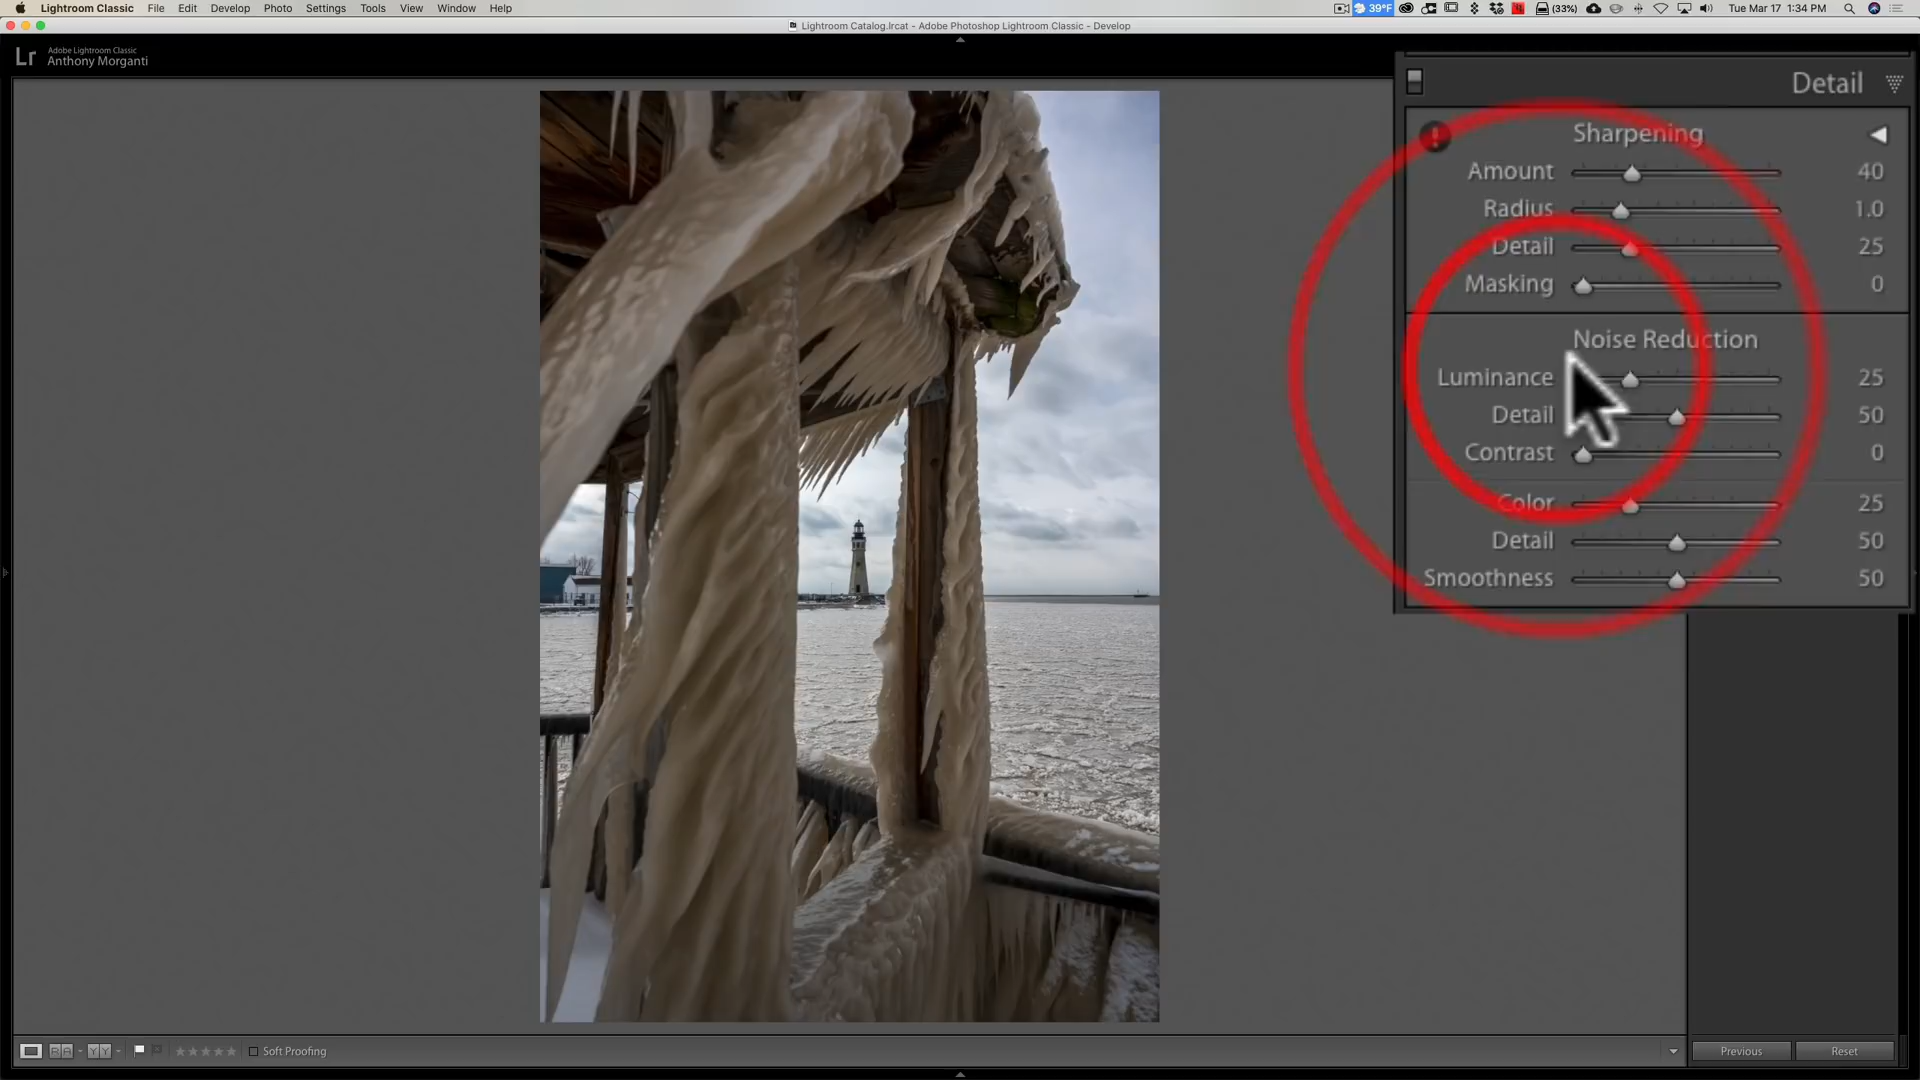 Lightroom Classic File Edit Develop Photo Settings Tools View Window Help 39°F (33%) Tue Mar 17 1:34 PM
Lightroom Catalog.lrcat - Adobe Photoshop Lightroom Classic - Develop
Lr Adobe Lightroom Classic
Anthony Morganti
Detail
Sharpening
Amount 40
Radius 1.0
Detail 25
Masking 0
Noise Reduction
Luminance 25
Detail 50
Contrast 0
Color 25
Detail 50
Smoothness 50
R A Y Y Soft Proofing Previous Reset